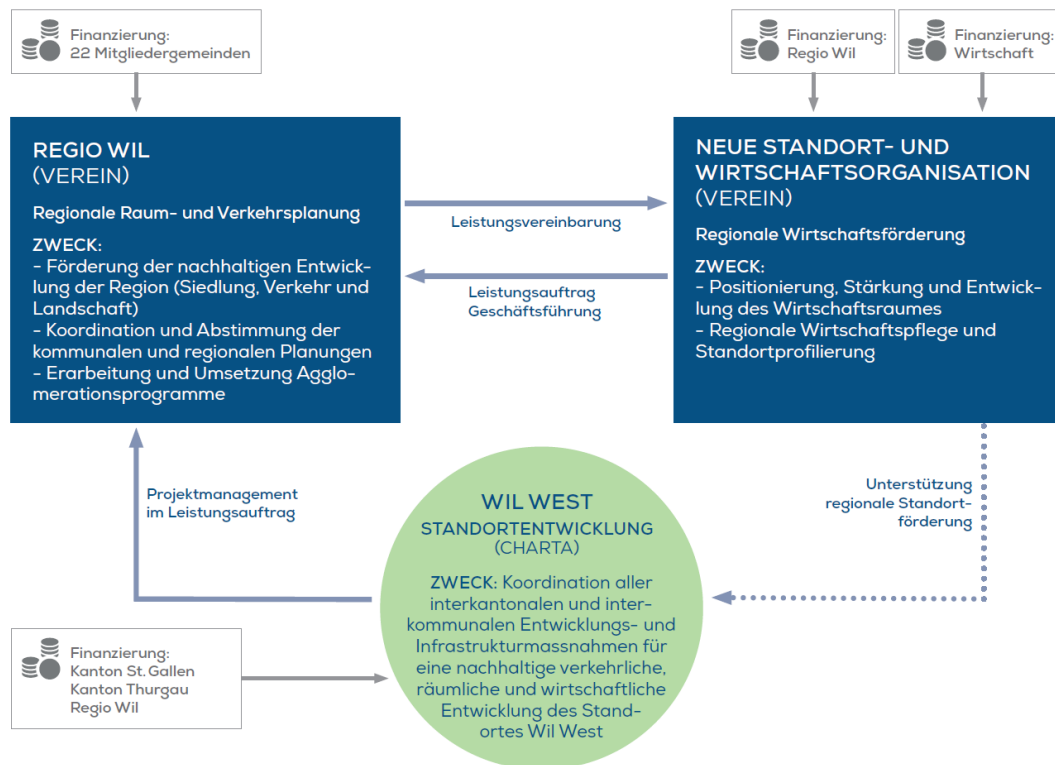 Finanzierung:
22 Mitgliedergemeinden
Finanzierung:
Regio Wil
Finanzierung:
Wirtschaft
REGIO WIL
(VEREIN)
Regionale Raum- und Verkehrsplanung
ZWECK:
- Förderung der nachhaltigen Entwick-
lung der Region (Siedlung, Verkehr und
Landschaft)
- Koordination und Abstimmung der
kommunalen und regionalen Planungen
- Erarbeitung und Umsetzung Agglo-
merationsprogramme
Leistungsvereinbarung
Leistungsauftrag
Geschäftsführung
NEUE STANDORT- UND
WIRTSCHAFTSORGANISATION
(VEREIN)
Regionale Wirtschaftsförderung
ZWECK:
- Positionierung, Stärkung und Entwick-
lung des Wirtschaftsraumes
- Regionale Wirtschaftspflege und
Standortprofilierung
Projektmanagement
im Leistungsauftrag
Unterstützung
regionale Standort-
förderung
WIL WEST
STANDORTENTWICKLUNG
(CHARTA)
ZWECK: Koordination aller
interkantonalen und inter-
kommunalen Entwicklungs- und
Infrastrukturmassnahmen für
eine nachhaltige verkehrliche,
räumliche und wirtschaftliche
Entwicklung des Stand-
ortes Wil West
Finanzierung:
Kanton St. Gallen
Kanton Thurgau
Regio Wil